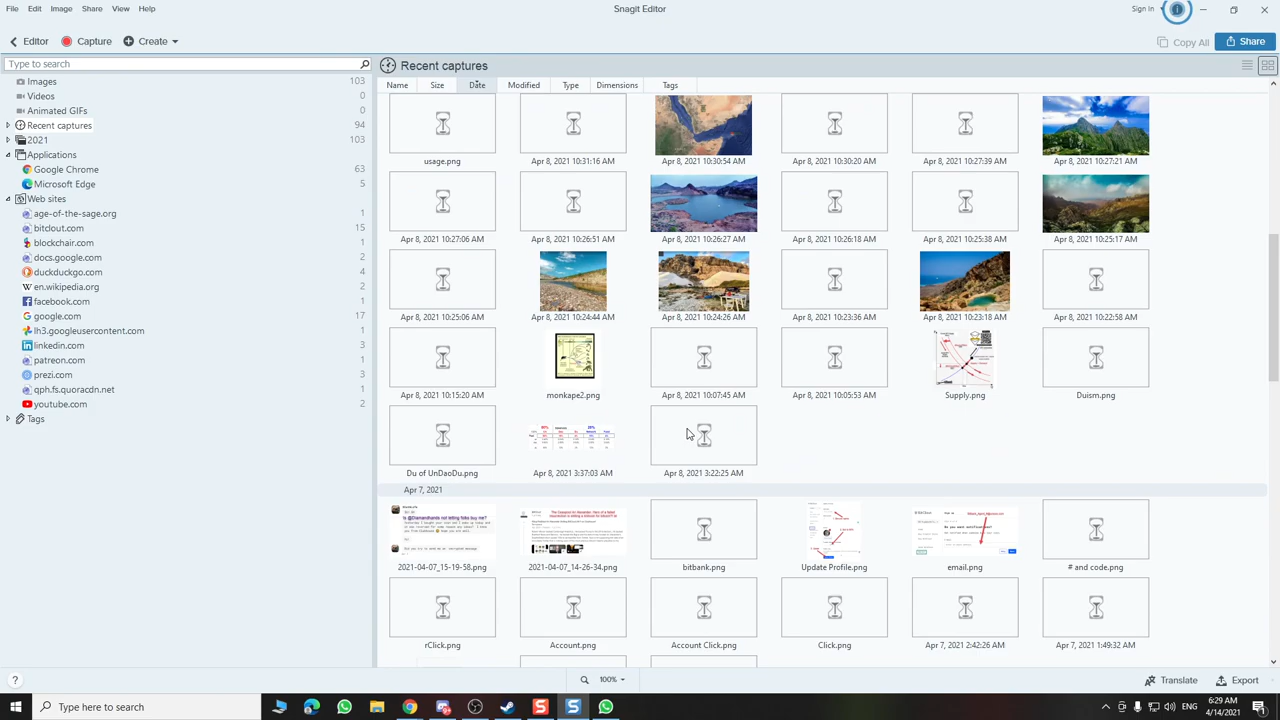 File Edit Image Share View Help
Snagit Editor
Sign In
Editor Capture Create
Copy All Share
Type to search
Recent captures
Name Size Date Modified Type Dimensions Tags
Images 103
Videos 0
Animated GIFs 0
Recent captures 94
2021 103
Applications
Google Chrome 63
Microsoft Edge 5
Web sites
age-of-the-sage.org 1
bitclout.com 15
blockchair.com 3
docs.google.com 2
duckduckgo.com 4
en.wikipedia.org 2
facebook.com 1
google.com 17
lh3.googleusercontent.com 1
linkedin.com 3
patreon.com 1
prezi.com 3
qph.fs.quoracdn.net 1
youtube.com 2
Tags
usage.png Apr 8, 2021 10:31:16 AM Apr 8, 2021 10:30:54 AM Apr 8, 2021 10:30:20 AM Apr 8, 2021 10:27:39 AM Apr 8, 2021 10:27:21 AM
Apr 8, 2021 10:27:06 AM Apr 8, 2021 10:26:51 AM Apr 8, 2021 10:26:27 AM Apr 8, 2021 10:26:18 AM Apr 8, 2021 10:25:38 AM Apr 8, 2021 10:25:17 AM
Apr 8, 2021 10:25:06 AM Apr 8, 2021 10:24:44 AM Apr 8, 2021 10:24:26 AM Apr 8, 2021 10:23:36 AM Apr 8, 2021 10:23:18 AM Apr 8, 2021 10:22:58 AM
Apr 8, 2021 10:15:20 AM monkape2.png Apr 8, 2021 10:07:45 AM Apr 8, 2021 10:05:53 AM Supply.png Duism.png
Du of UnDaoDu.png Apr 8, 2021 3:37:03 AM Apr 8, 2021 3:22:25 AM
Apr 7, 2021
2021-04-07_15-19-58.png 2021-04-07_14-26-34.png bitbank.png Update Profile.png email.png # and code.png
rClick.png Account.png Account Click.png Click.png Apr 7, 2021 2:42:26 AM Apr 7, 2021 1:49:32 AM
? 100% Translate Export
Type here to search
6:29 AM
4/14/2021